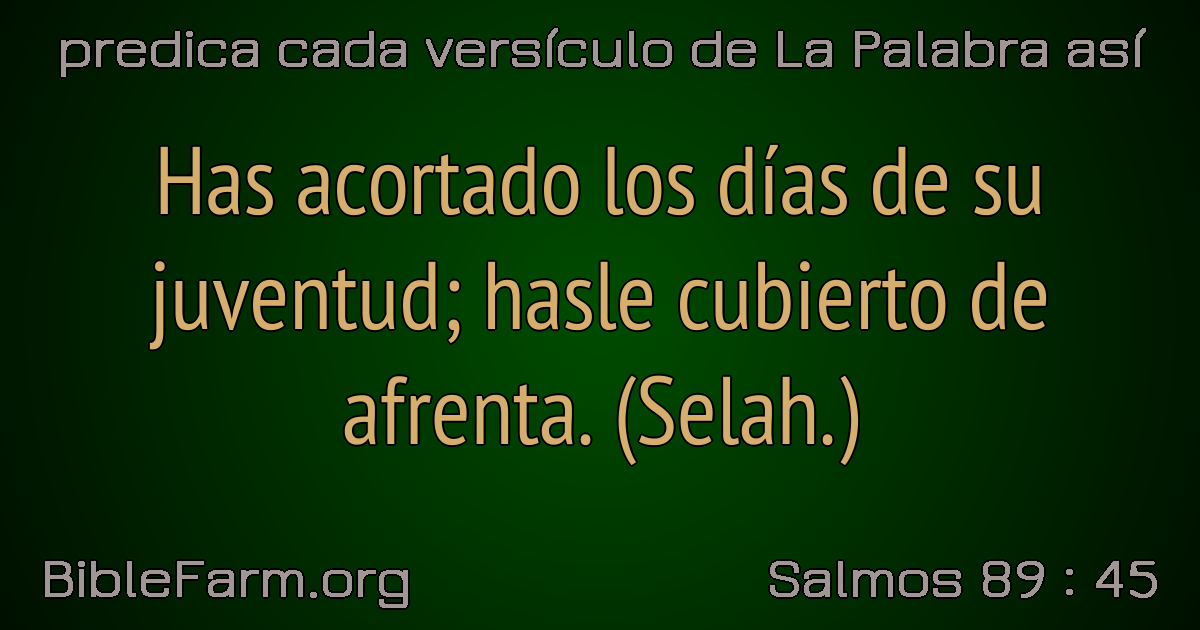 predica cada versículo de La Palabra así
Has acortado los días de su
juventud; hasle cubierto de
afrenta. (Selah.)
BibleFarm.org
Salmos 89 : 45